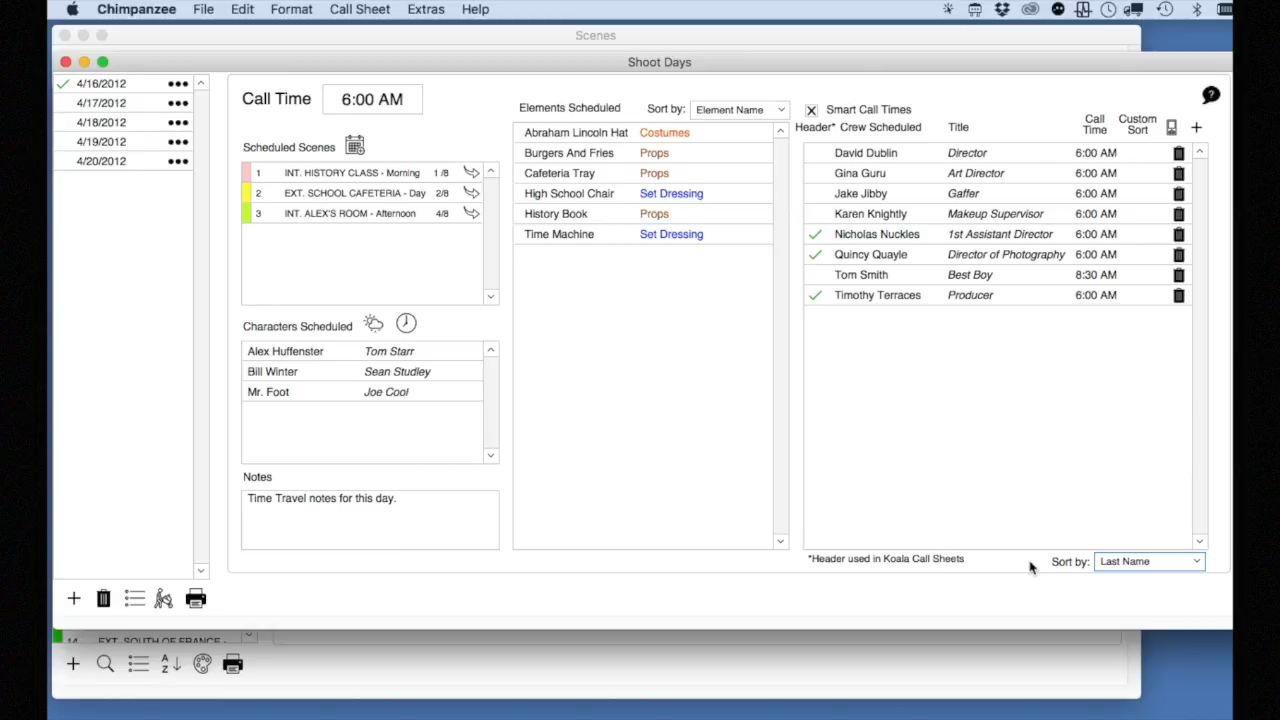 Chimpanzee File Edit Format Call Sheet Extras Help
Scenes
Shoot Days
4/16/2012 •••
4/17/2012 •••
4/18/2012 •••
4/19/2012 •••
4/20/2012 •••
Call Time 6:00 AM
Scheduled Scenes
1 INT. HISTORY CLASS - Morning 1/8
2 EXT. SCHOOL CAFETERIA - Day 2/8
3 INT. ALEX'S ROOM - Afternoon 4/8
Characters Scheduled
Alex Huffenster Tom Starr
Bill Winter Sean Studley
Mr. Foot Joe Cool
Notes
Time Travel notes for this day.
Elements Scheduled Sort by: Element Name
Abraham Lincoln Hat Costumes
Burgers And Fries Props
Cafeteria Tray Props
High School Chair Set Dressing
History Book Props
Time Machine Set Dressing
X Smart Call Times ?
Header* Crew Scheduled Title Call Time Custom Sort +
David Dublin Director 6:00 AM
Gina Guru Art Director 6:00 AM
Jake Jibby Gaffer 6:00 AM
Karen Knightly Makeup Supervisor 6:00 AM
Nicholas Nuckles 1st Assistant Director 6:00 AM
Quincy Quayle Director of Photography 6:00 AM
Tom Smith Best Boy 8:30 AM
Timothy Terraces Producer 6:00 AM
*Header used in Koala Call Sheets Sort by: Last Name
14 EXT. SOUTH OF FRANCE -
A
Z